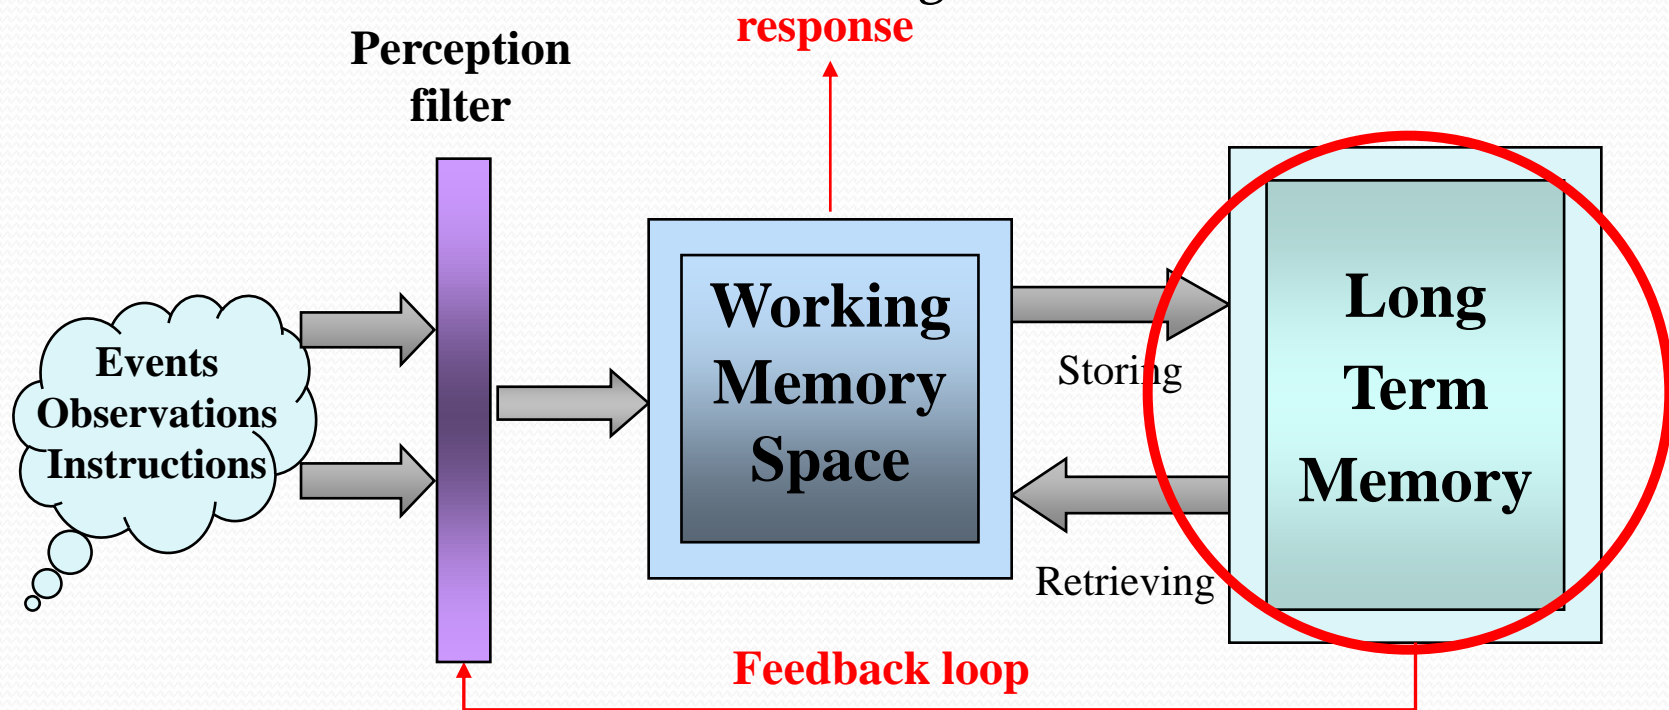 response
Perception
filter
Events
Observations
Instructions
Working
Memory
Space
Storing
Retrieving
Long
Term
Memory
Feedback loop